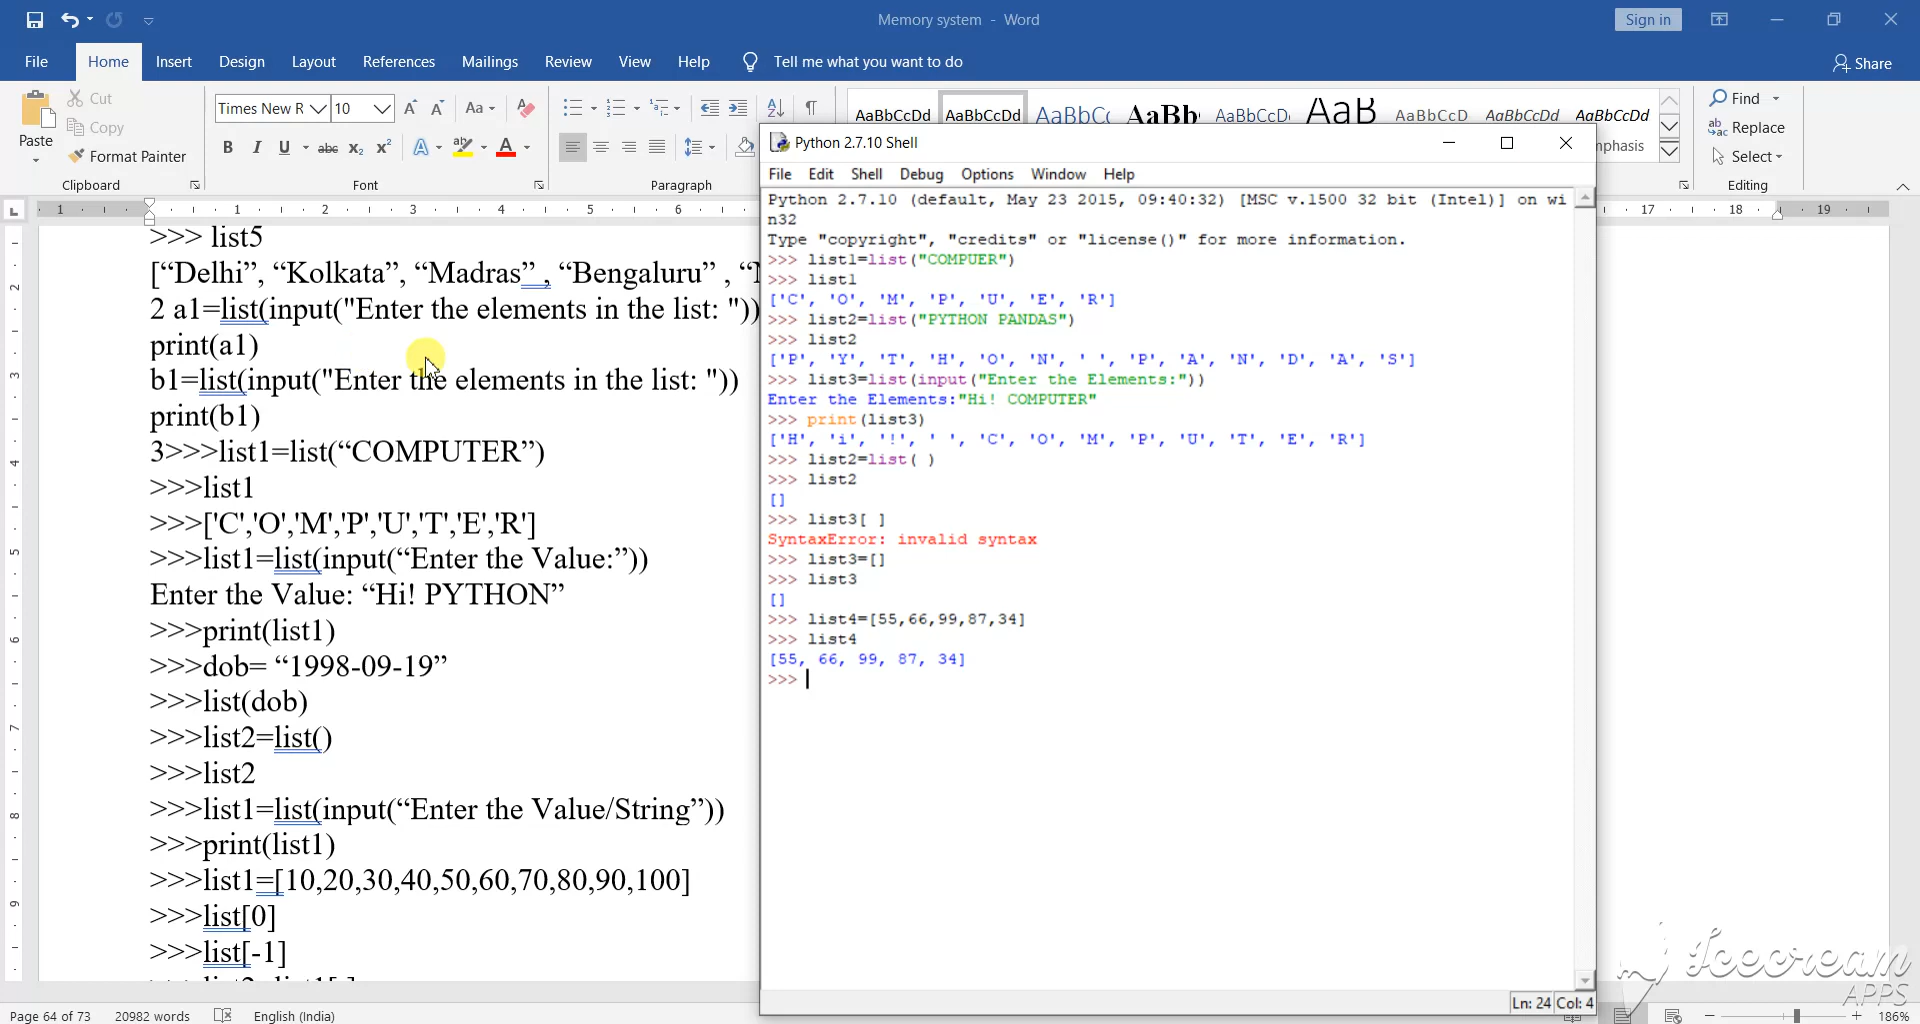 Memory system - Word
Sign in
File Home Insert Design Layout References Mailings Review View Help Tell me what you want to do
Share
Paste
Cut
Copy
Format Painter
Clipboard
Times New R 10
Font
Paragraph
AaBbCcDd AaBbCcDd AaBbC AaBb AaBbCcD AaB AaBbCcD AaBbCcDd AaBbCcDd
Find
Replace
Select
Editing
>>> list5
[“Delhi”, “Kolkata”, “Madras” , “Bengaluru” ,
2 a1=list(input("Enter the elements in the list: "))
print(a1)
b1=list(input("Enter the elements in the list: "))
print(b1)
3>>>list1=list(“COMPUTER”)
>>>list1
>>>['C','O','M','P','U','T','E','R']
>>>list1=list(input(“Enter the Value:”))
Enter the Value: “Hi! PYTHON”
>>>print(list1)
>>>dob= “1998-09-19”
>>>list(dob)
>>>list2=list()
>>>list2
>>>list1=list(input(“Enter the Value/String”))
>>>print(list1)
>>>list1=[10,20,30,40,50,60,70,80,90,100]
>>>list[0]
>>>list[-1]
Python 2.7.10 Shell
File Edit Shell Debug Options Window Help
Python 2.7.10 (default, May 23 2015, 09:40:32) [MSC v.1500 32 bit (Intel)] on wi
n32
Type "copyright", "credits" or "license()" for more information.
>>> list1=list("COMPUER")
>>> list1
['C', 'O', 'M', 'P', 'U', 'E', 'R']
>>> list2=list("PYTHON PANDAS")
>>> list2
['P', 'Y', 'T', 'H', 'O', 'N', ' ', 'P', 'A', 'N', 'D', 'A', 'S']
>>> list3=list(input("Enter the Elements:"))
Enter the Elements:"Hi! COMPUTER"
>>> print(list3)
['H', 'i', '!', ' ', 'C', 'O', 'M', 'P', 'U', 'T', 'E', 'R']
>>> list2=list( )
>>> list2
[]
>>> list3[ ]
SyntaxError: invalid syntax
>>> list3=[]
>>> list3
[]
>>> list4=[55,66,99,87,34]
>>> list4
[55, 66, 99, 87, 34]
>>>
Ln: 24 Col: 4
Icecream
APPS
Page 64 of 73 20982 words English (India)
186%